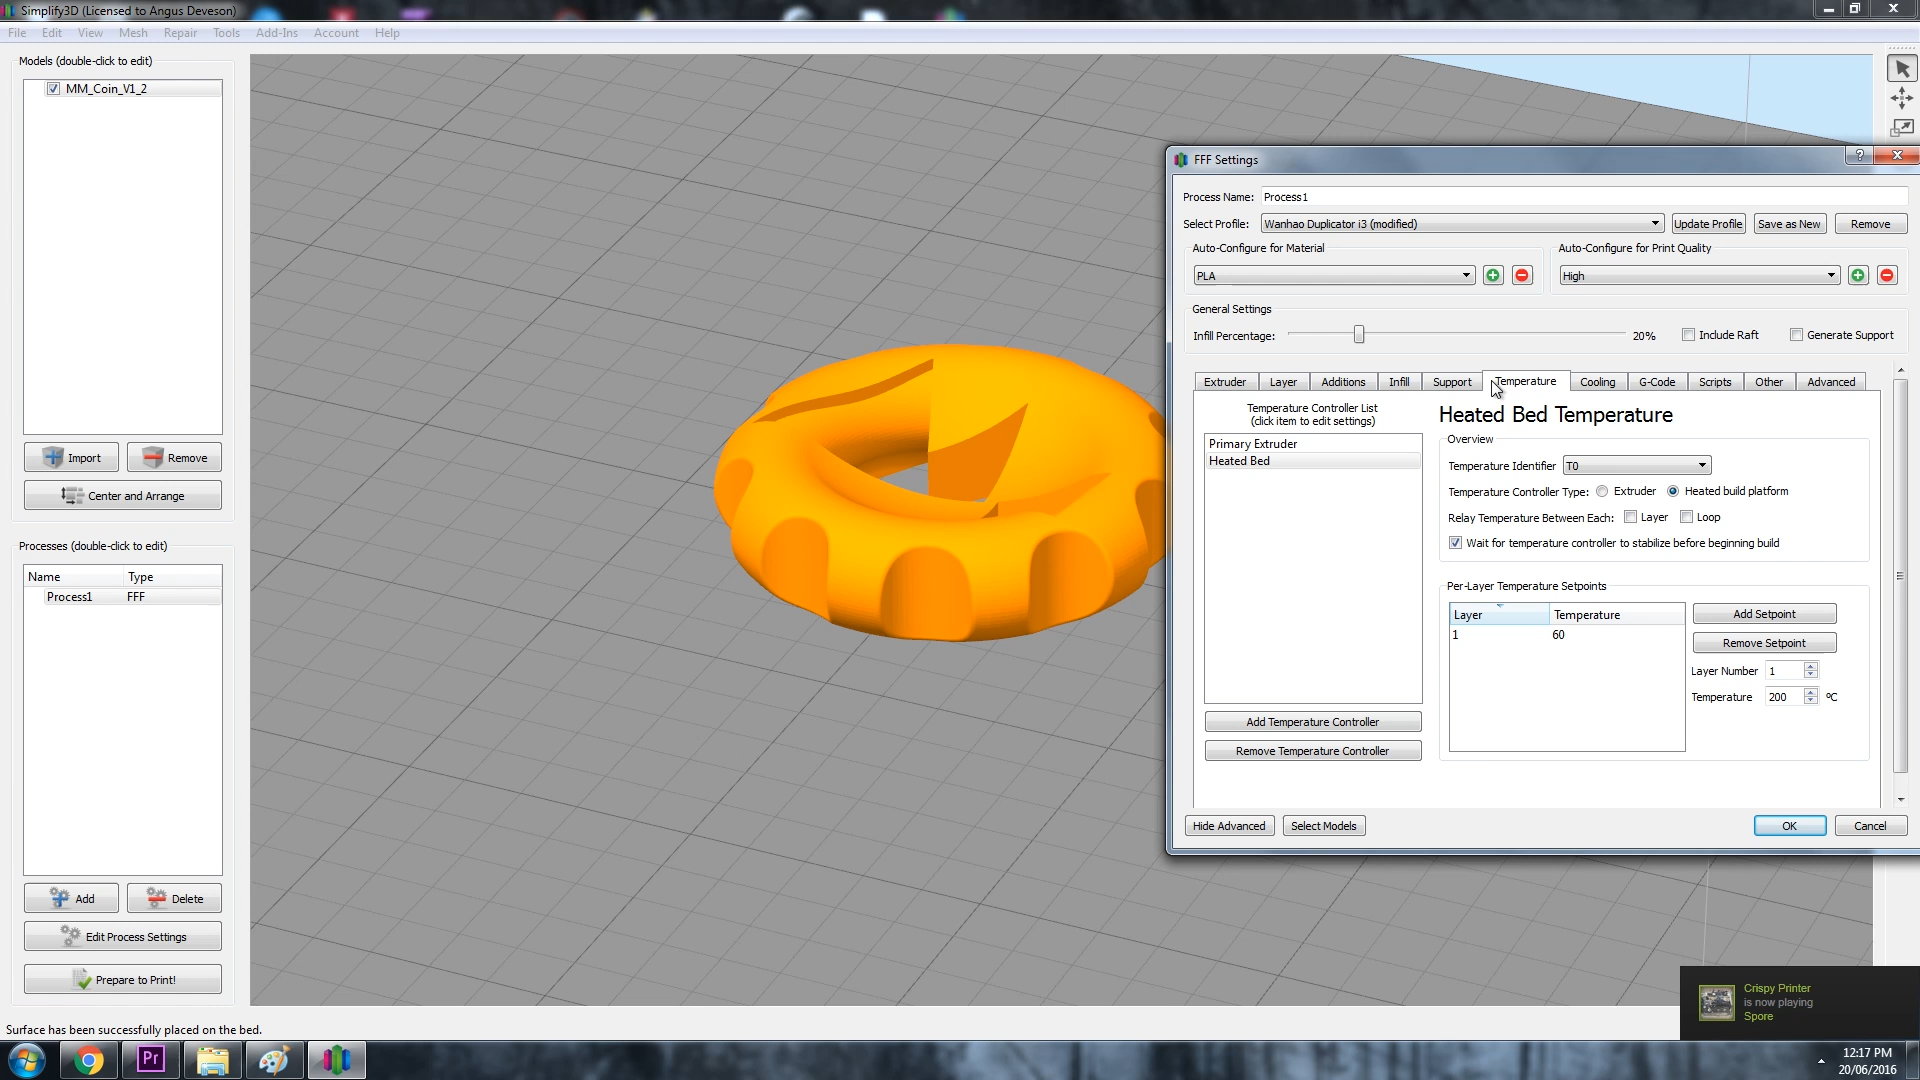 Simplify3D (Licensed to Angus Deveson)
File Edit View Mesh Repair Tools Add-Ins Account Help
Models (double-click to edit)
MM_Coin_V1_2
Import Remove
Center and Arrange
Processes (double-click to edit)
Name Type
Process1 FFF
Add Delete
Edit Process Settings
Prepare to Print!
Surface has been successfully placed on the bed.
FFF Settings
Process Name: Process1
Select Profile: Wanhao Duplicator i3 (modified) Update Profile Save as New Remove
Auto-Configure for Material Auto-Configure for Print Quality
PLA High
General Settings
Infill Percentage: 20% Include Raft Generate Support
Extruder Layer Additions Infill Support Temperature Cooling G-Code Scripts Other Advanced
Temperature Controller List
(click item to edit settings)
Primary Extruder
Heated Bed
Add Temperature Controller
Remove Temperature Controller
Heated Bed Temperature
Overview
Temperature Identifier T0
Temperature Controller Type: Extruder Heated build platform
Relay Temperature Between Each: Layer Loop
Wait for temperature controller to stabilize before beginning build
Per-Layer Temperature Setpoints
Layer Temperature
1 60
Add Setpoint
Remove Setpoint
Layer Number 1
Temperature 200 ºC
Hide Advanced Select Models OK Cancel
Crispy Printer
is now playing
Spore
Pr
12:17 PM
20/06/2016